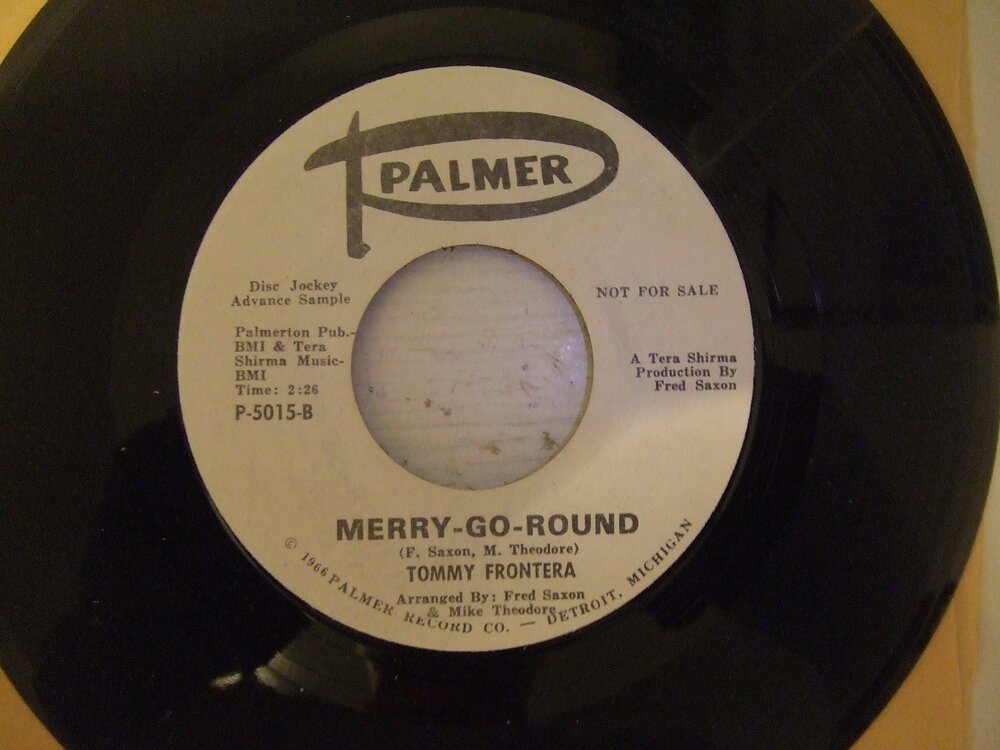 PALMER
Disc Jockey
Advance Sample
NOT FOR SALE
Palmerton Pub.-
BMI & Tera
Shirma Music-
BMI
Time: 2:26
P-5015-B
A Tera Shirma
Production By
Fred Saxon
MERRY-GO-ROUND
(F. Saxon, M. Theodore)
TOMMY FRONTERA
Arranged By: Fred Saxon
& Mike Theodore
© 1966 PALMER RECORD CO. — DETROIT, MICHIGAN